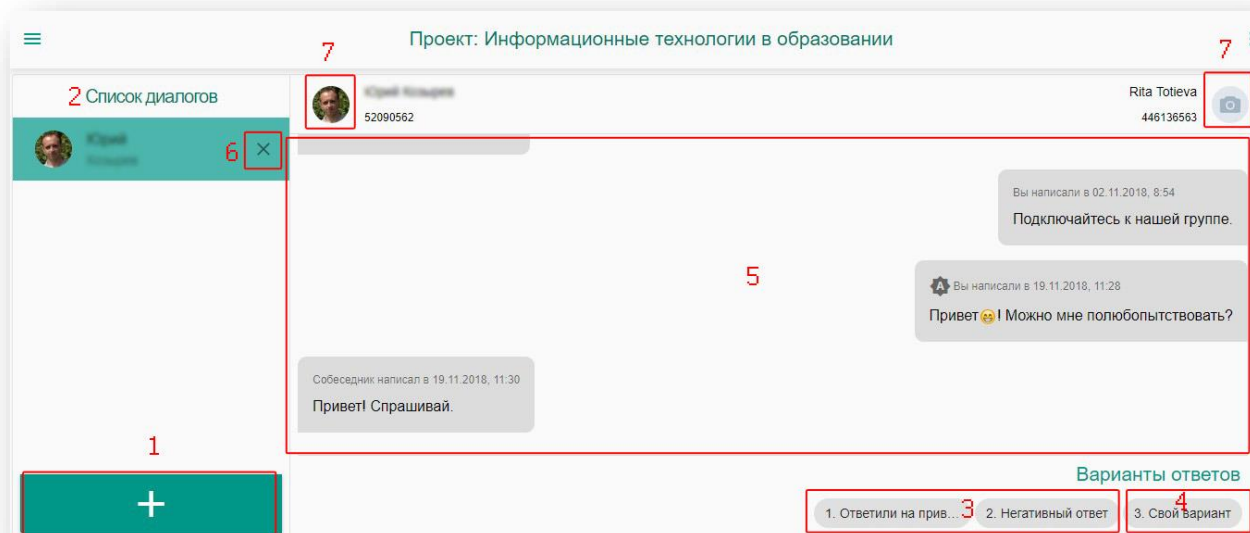 Проект: Информационные технологии в образовании
7
7
2 Список диалогов
6
52090562
Rita Totieva
446136563
Вы написали в 02.11.2018, 8:54
Подключайтесь к нашей группе.
5
A Вы написали в 19.11.2018, 11:28
Привет😁! Можно мне полюбопытствовать?
Собеседник написал в 19.11.2018, 11:30
Привет! Спрашивай.
1
+
Варианты ответов
1. Ответили на прив... 3 2. Негативный ответ 4 3. Свой вариант